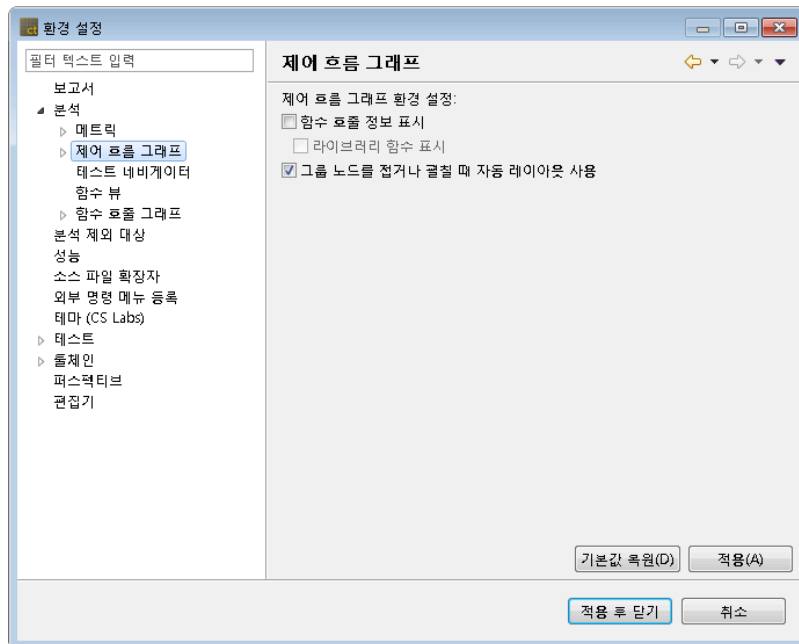 ct 환경 설정
필터 텍스트 입력
보고서
분석
메트릭
제어 흐름 그래프
테스트 네비게이터
함수 뷰
함수 호출 그래프
분석 제외 대상
성능
소스 파일 확장자
외부 명령 메뉴 등록
테마 (CS Labs)
테스트
툴체인
퍼스펙티브
편집기
제어 흐름 그래프
제어 흐름 그래프 환경 설정:
함수 호출 정보 표시
라이브러리 함수 표시
그룹 노드를 접거나 펼칠 때 자동 레이아웃 사용
기본값 복원(D)
적용(A)
적용 후 닫기
취소